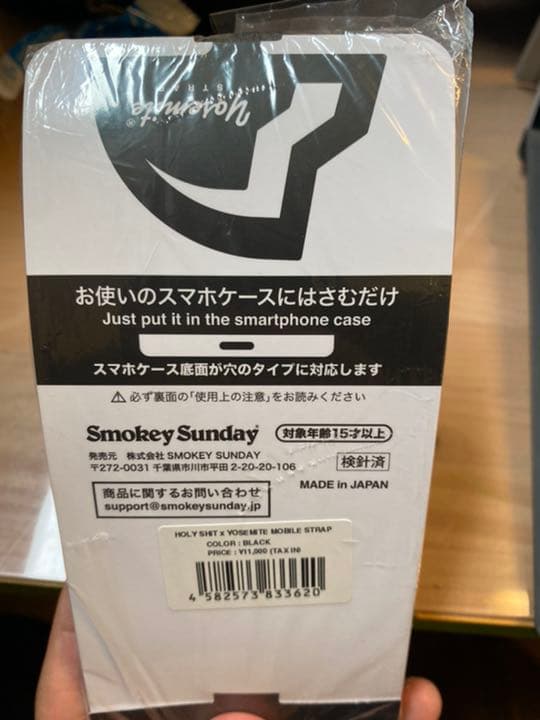 Yosemite
STRAP
お使いのスマホケースにはさむだけ
Just put it in the smartphone case
スマホケース底面が穴のタイプに対応します
⚠必ず裏面の「使用上の注意」をお読みください
Smokey Sunday
対象年齢15才以上
発売元 株式会社 SMOKEY SUNDAY
〒272-0031 千葉県市川市平田 2-20-20-106
検針済
MADE in JAPAN
商品に関するお問い合わせ
support@smokeysunday.jp
HOLY SHIT x YOSEMITE MOBILE STRAP
COLOR : BLACK
PRICE : ¥11,000 (TAX IN)
4 582573 833620